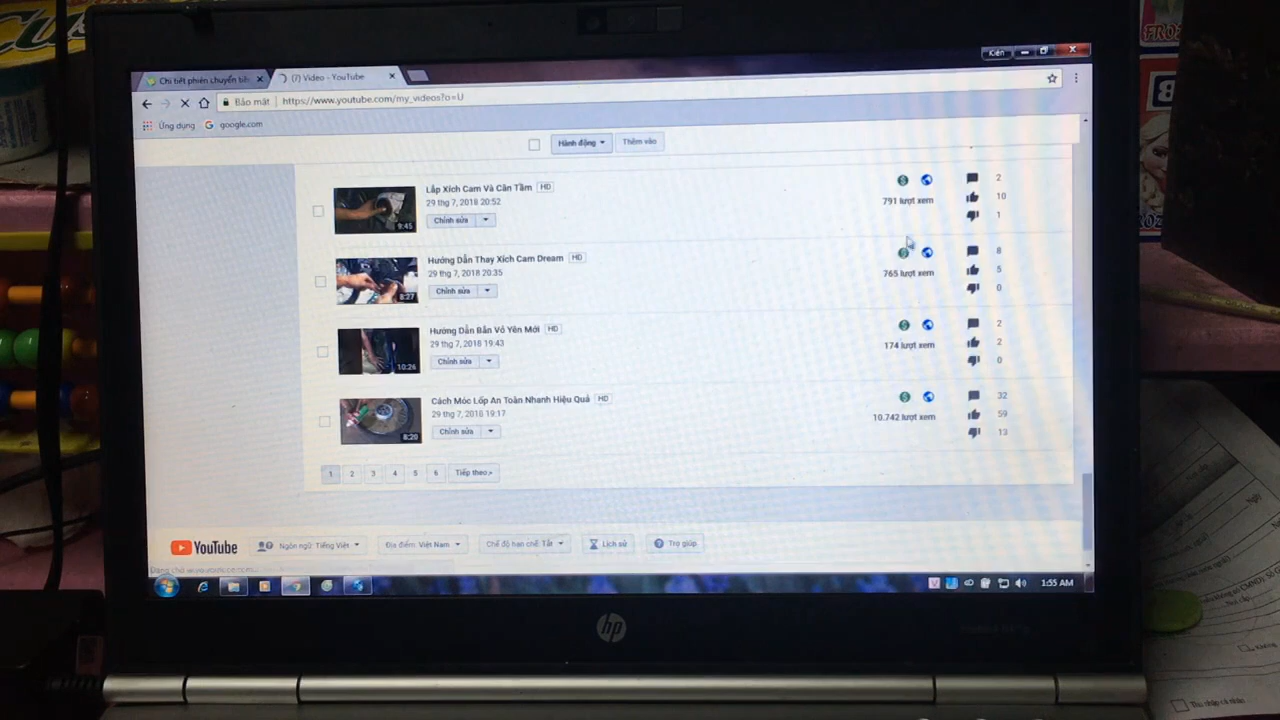 Kiên
Chi tiết phiên chuyển tiền
(7) Video - YouTube
Bảo mật
https://www.youtube.com/my_videos?o=U
Ứng dụng
google.com
Hành động
Thêm vào
Lắp Xích Cam Và Cân Tầm HD
29 thg 7, 2018 20:52
Chỉnh sửa
9:45
791 lượt xem
2
10
1
Hướng Dẫn Thay Xích Cam Dream HD
29 thg 7, 2018 20:35
Chỉnh sửa
8:27
765 lượt xem
8
5
0
Hướng Dẫn Bắn Vỏ Yên Mới HD
29 thg 7, 2018 19:43
Chỉnh sửa
10:26
174 lượt xem
2
2
0
Cách Móc Lốp An Toàn Nhanh Hiệu Quả HD
29 thg 7, 2018 19:17
Chỉnh sửa
8:20
10.742 lượt xem
32
59
13
1 2 3 4 5 6 Tiếp theo »
YouTube
Ngôn ngữ: Tiếng Việt
Địa điểm: Việt Nam
Chế độ hạn chế: Tắt
Lịch sử
Trợ giúp
1:55 AM
hp